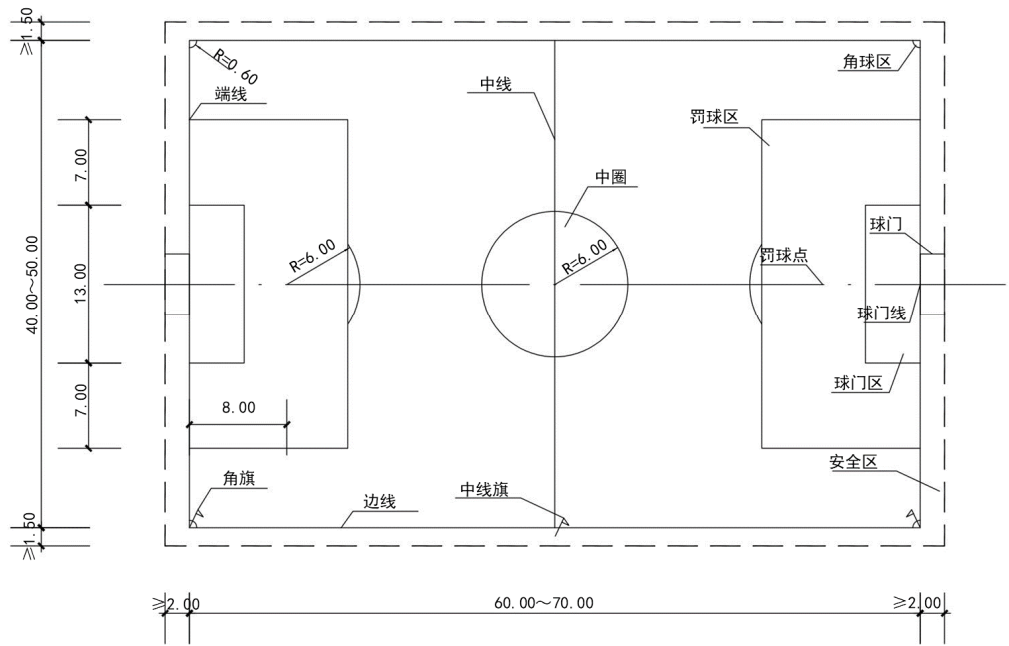 ≥1.50
R=0.60
端线
中线
角球区
罚球区
7.00
中圈
球门
R=6.00
R=6.00
罚球点
40.00～50.00
13.00
球门线
球门区
7.00
8.00
安全区
角旗
中线旗
边线
≥1.50
≥2.00
60.00～70.00
≥2.00